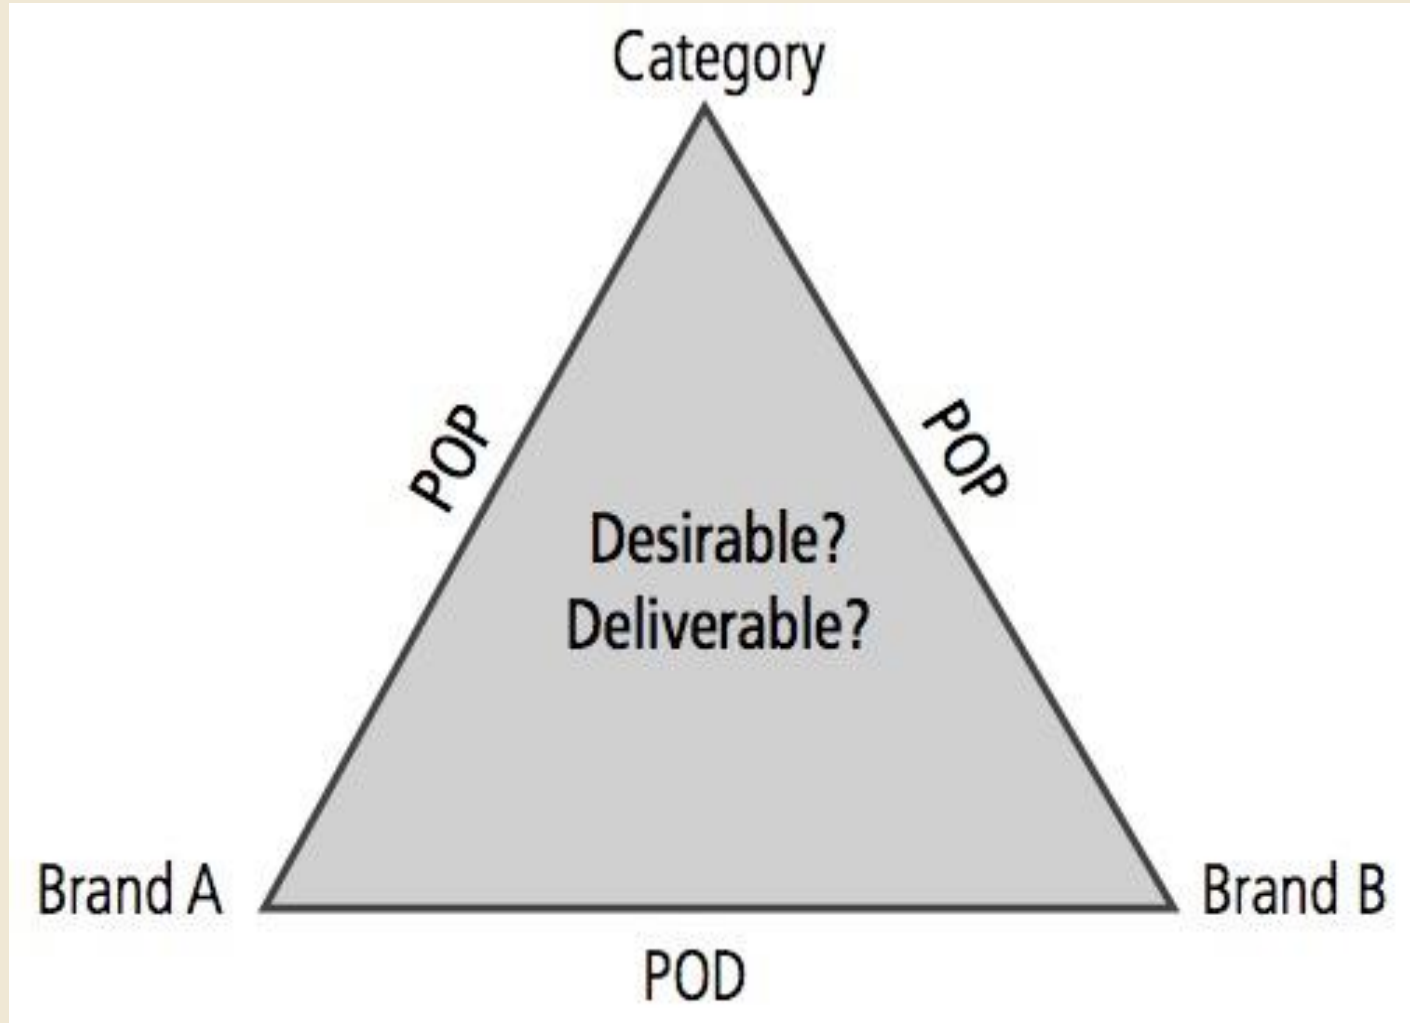 Category
POP
POP
Desirable?
Deliverable?
Brand A
Brand B
POD